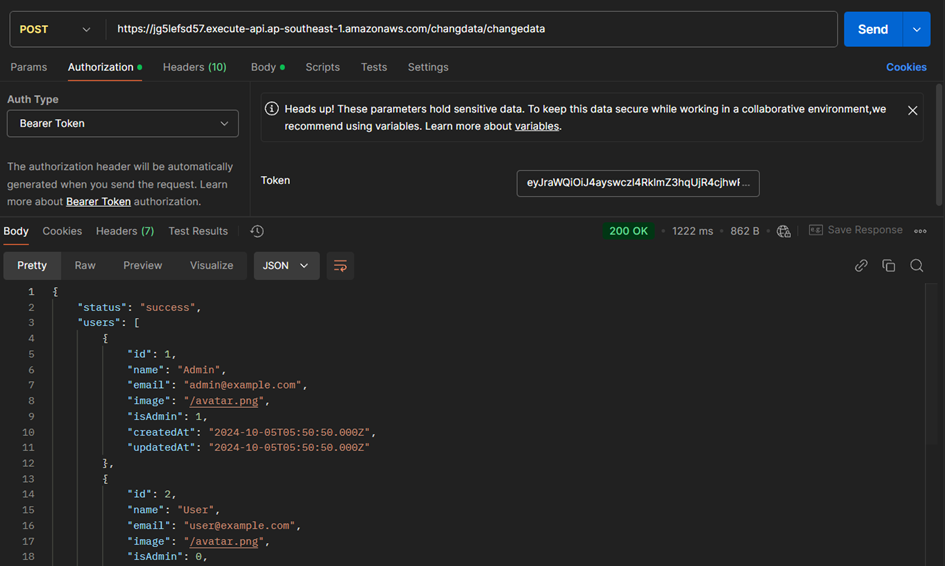 POST https://jg5lefsd57.execute-api.ap-southeast-1.amazonaws.com/changdata/changedata Send
Params Authorization Headers (10) Body Scripts Tests Settings Cookies
Auth Type
Bearer Token
The authorization header will be automatically
generated when you send the request. Learn
more about Bearer Token authorization.
Heads up! These parameters hold sensitive data. To keep this data secure while working in a collaborative environment,we
recommend using variables. Learn more about variables.
Token
Body Cookies Headers (7) Test Results 200 OK • 1222 ms • 862 B • Save Response
Pretty Raw Preview Visualize JSON
1 {
2 "status": "success",
3 "users": [
4 {
5 "id": 1,
6 "name": "Admin",
7 "email": "admin@example.com",
8 "image": "/avatar.png",
9 "isAdmin": 1,
10 "createdAt": "2024-10-05T05:50:50.000Z",
11 "updatedAt": "2024-10-05T05:50:50.000Z"
12 },
13 {
14 "id": 2,
15 "name": "User",
16 "email": "user@example.com",
17 "image": "/avatar.png",
18 "isAdmin": 0,